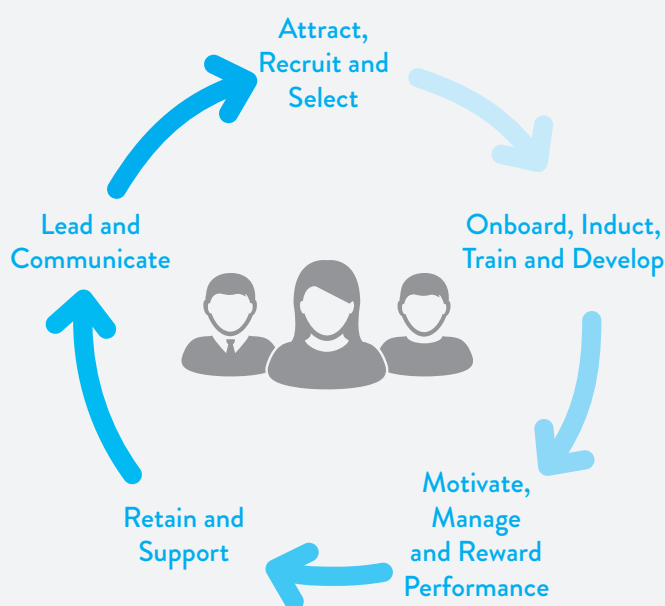 Attract,
Recruit and
Select
Onboard, Induct,
Train and Develop
Motivate,
Manage
and Reward
Performance
Retain and
Support
Lead and
Communicate